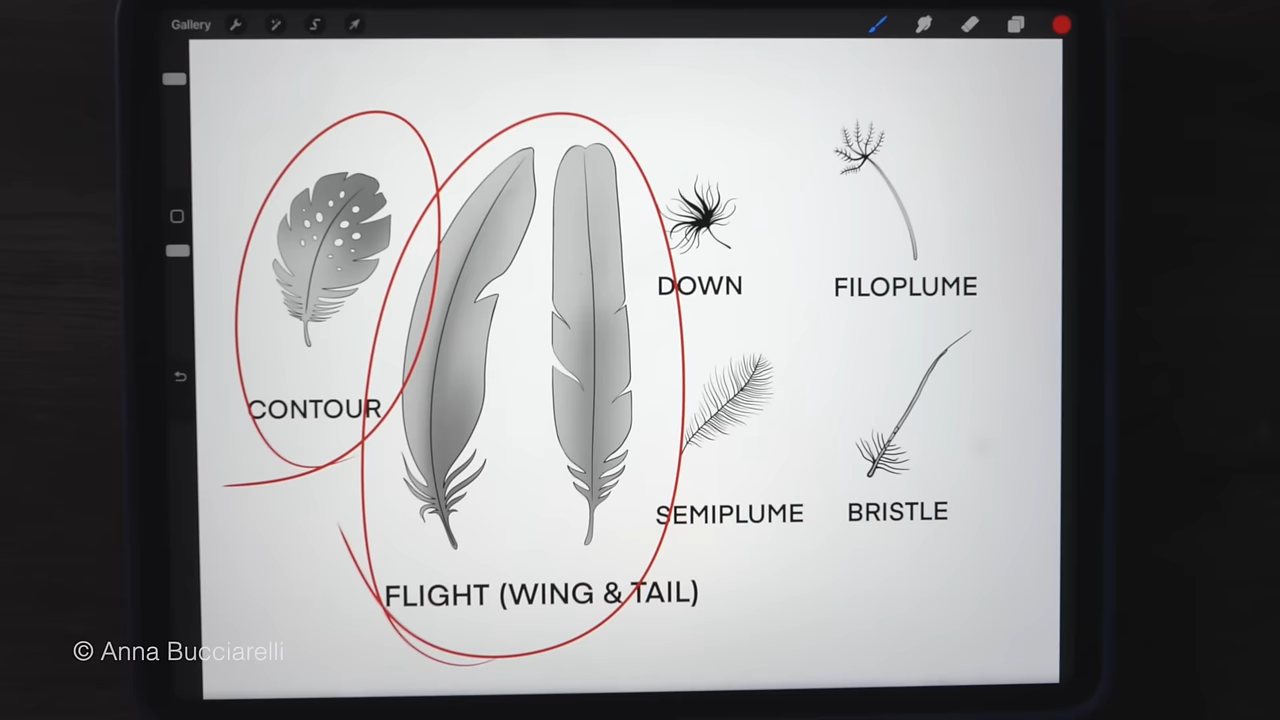 Gallery
CONTOUR
FLIGHT (WING & TAIL)
DOWN
FILOPLUME
SEMIPLUME
BRISTLE
© Anna Bucciarelli